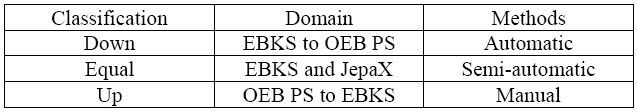 Classification Domain Methods
Down EBKS to OEB PS Automatic
Equal EBKS and JepaX Semi-automatic
Up OEB PS to EBKS Manual